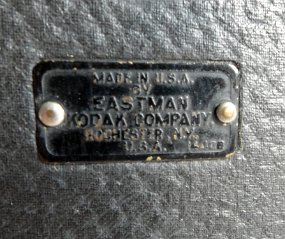 MADE IN U.S.A.
BY
EASTMAN
KODAK COMPANY
ROCHESTER, N.Y.
U.S.A.